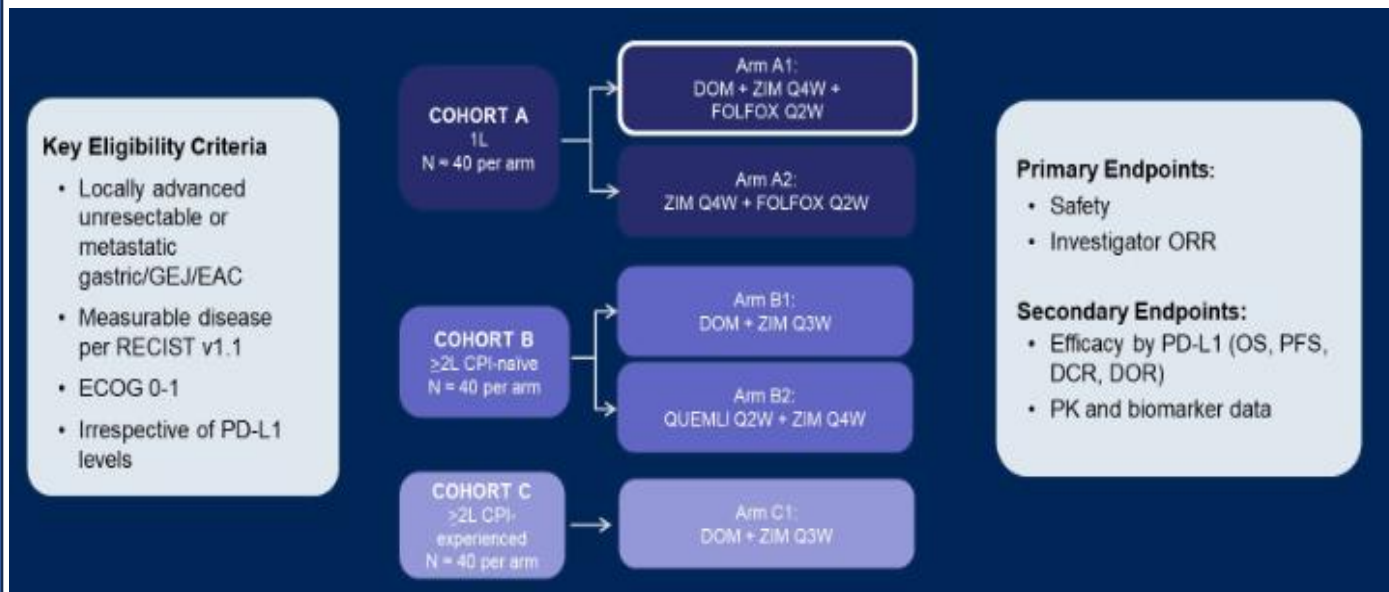 Key Eligibility Criteria
• Locally advanced
unresectable or
metastatic
gastric/GEJ/EAC
• Measurable disease
per RECIST v1.1
• ECOG 0-1
• Irrespective of PD-L1
levels
COHORT A
1L
N ≈ 40 per arm
Arm A1:
DOM + ZIM Q4W +
FOLFOX Q2W
Arm A2:
ZIM Q4W + FOLFOX Q2W
COHORT B
≥2L CPI-naïve
N ≈ 40 per arm
Arm B1:
DOM + ZIM Q3W
Arm B2:
QUEMLI Q2W + ZIM Q4W
COHORT C
≥2L CPI-
experienced
N ≈ 40 per arm
Arm C1:
DOM + ZIM Q3W
Primary Endpoints:
• Safety
• Investigator ORR
Secondary Endpoints:
• Efficacy by PD-L1 (OS, PFS,
DCR, DOR)
• PK and biomarker data